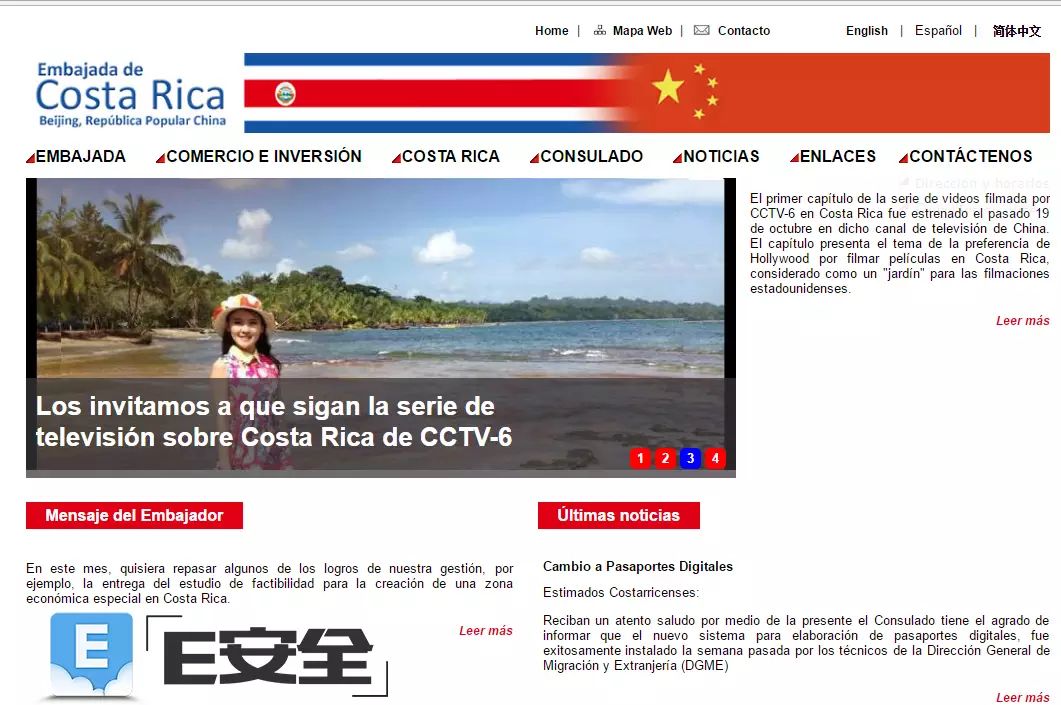 Home | Mapa Web | Contacto English | Español | 简体中文
Embajada de
Costa Rica
Beijing, República Popular China
EMBAJADA COMERCIO E INVERSIÓN COSTA RICA CONSULADO NOTICIAS ENLACES CONTÁCTENOS
Dirección y horarios
Los invitamos a que sigan la serie de
televisión sobre Costa Rica de CCTV-6
1 2 3 4
El primer capítulo de la serie de videos filmada por
CCTV-6 en Costa Rica fue estrenado el pasado 19
de octubre en dicho canal de televisión de China.
El capítulo presenta el tema de la preferencia de
Hollywood por filmar películas en Costa Rica,
considerado como un "jardín" para las filmaciones
estadounidenses.
Leer más
Mensaje del Embajador
En este mes, quisiera repasar algunos de los logros de nuestra gestión, por
ejemplo, la entrega del estudio de factibilidad para la creación de una zona
económica especial en Costa Rica.
Leer más
E
E安全
Últimas noticias
Cambio a Pasaportes Digitales
Estimados Costarricenses:
Reciban un atento saludo por medio de la presente el Consulado tiene el agrado de
informar que el nuevo sistema para elaboración de pasaportes digitales, fue
exitosamente instalado la semana pasada por los técnicos de la Dirección General de
Migración y Extranjería (DGME)
Leer más